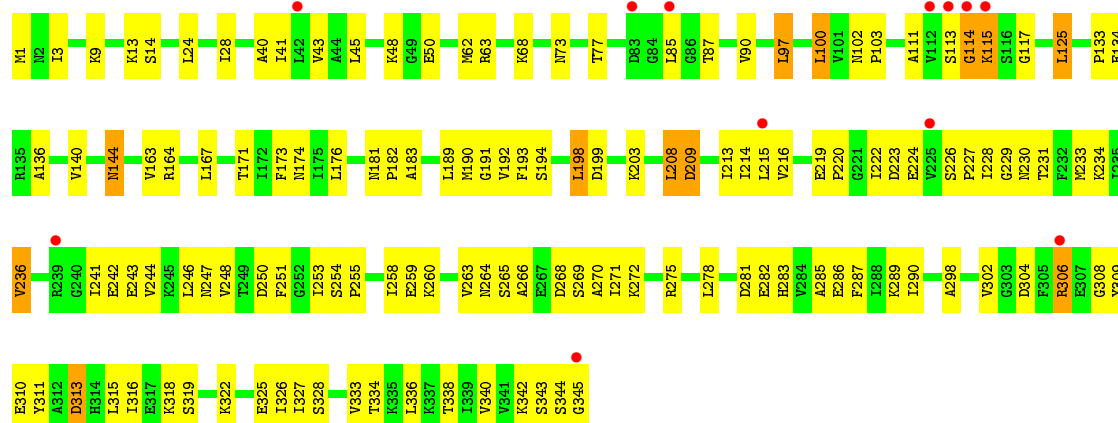 M1 N2 I3 K9 K13 S14 L24 I28 A40 I41 L42 V43 A44 L45 K48 G49 E50 M62 R63 K68 N73 T77 D83 G84 L85 G86 T87 V90 L97 L100 V101 N102 P103 A111 V112 S113 G114 K115 S116 G117 L125 P133
R135 A136 V140 N144 V163 R164 L167 T171 I172 F173 N174 I175 L176 N181 P182 A183 L189 M190 G191 V192 F193 S194 L198 D199 K203 L208 D209 I213 I214 L215 V216 E219 P220 G221 I222 D223 E224 V225 S226 P227 I228 G229 N230 T231 F232 M233 K234
V236 R239 G240 I241 E242 E243 V244 K245 L246 N247 V248 T249 D250 F251 G252 I253 S254 P255 I258 E259 K260 V263 N264 S265 A266 E267 D268 S269 A270 I271 K272 R275 L278 D281 E282 H283 V284 A285 E286 F287 I288 K289 I290 A298 V302 G303 D304 F305 R306 E307 G308
E310 Y311 A312 D313 H314 L315 I316 E317 K318 S319 K322 E325 I326 I327 S328 V333 T334 K335 L336 K337 T338 I339 V340 V341 K342 S343 S344 G345